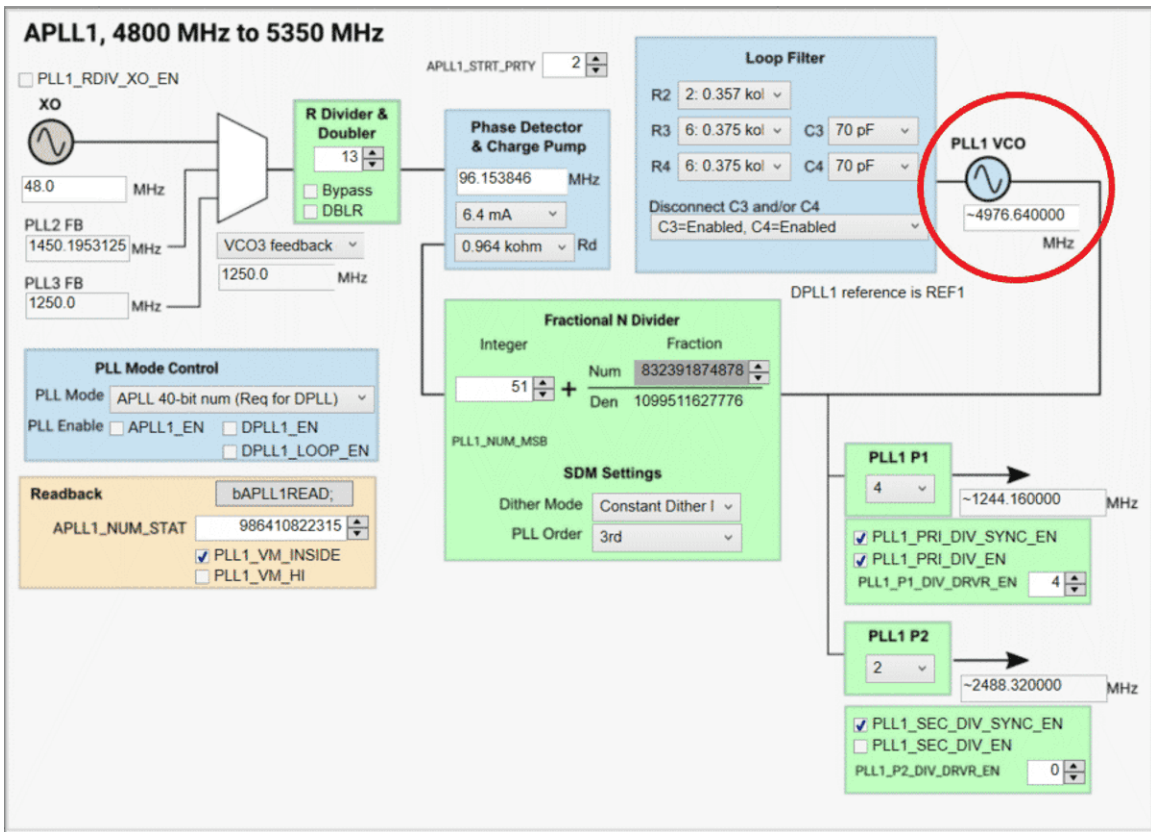 APLL1, 4800 MHz to 5350 MHz
PLL1_RDIV_XO_EN
APLL1_STRT_PRTY 2
XO
48.0 MHz
PLL2 FB
1450.1953125 MHz
PLL3 FB
1250.0 MHz
VCO3 feedback
1250.0 MHz
R Divider &
Doubler
13
Bypass
DBLR
Phase Detector
& Charge Pump
96.153846 MHz
6.4 mA
0.964 kohm Rd
Loop Filter
R2 2: 0.357 kol
R3 6: 0.375 kol C3 70 pF
R4 6: 0.375 kol C4 70 pF
Disconnect C3 and/or C4
C3=Enabled, C4=Enabled
PLL1 VCO
~4976.640000
MHz
DPLL1 reference is REF1
Fractional N Divider
Integer Fraction
51 + Num 832391874878
Den 1099511627776
PLL1_NUM_MSB
SDM Settings
Dither Mode Constant Dither I
PLL Order 3rd
PLL Mode Control
PLL Mode APLL 40-bit num (Req for DPLL)
PLL Enable APLL1_EN DPLL1_EN
DPLL1_LOOP_EN
Readback bAPLL1READ;
APLL1_NUM_STAT 986410822315
PLL1_VM_INSIDE
PLL1_VM_HI
PLL1 P1
4
~1244.160000 MHz
PLL1_PRI_DIV_SYNC_EN
PLL1_PRI_DIV_EN
PLL1_P1_DIV_DRVR_EN 4
PLL1 P2
2
~2488.320000 MHz
PLL1_SEC_DIV_SYNC_EN
PLL1_SEC_DIV_EN
PLL1_P2_DIV_DRVR_EN 0